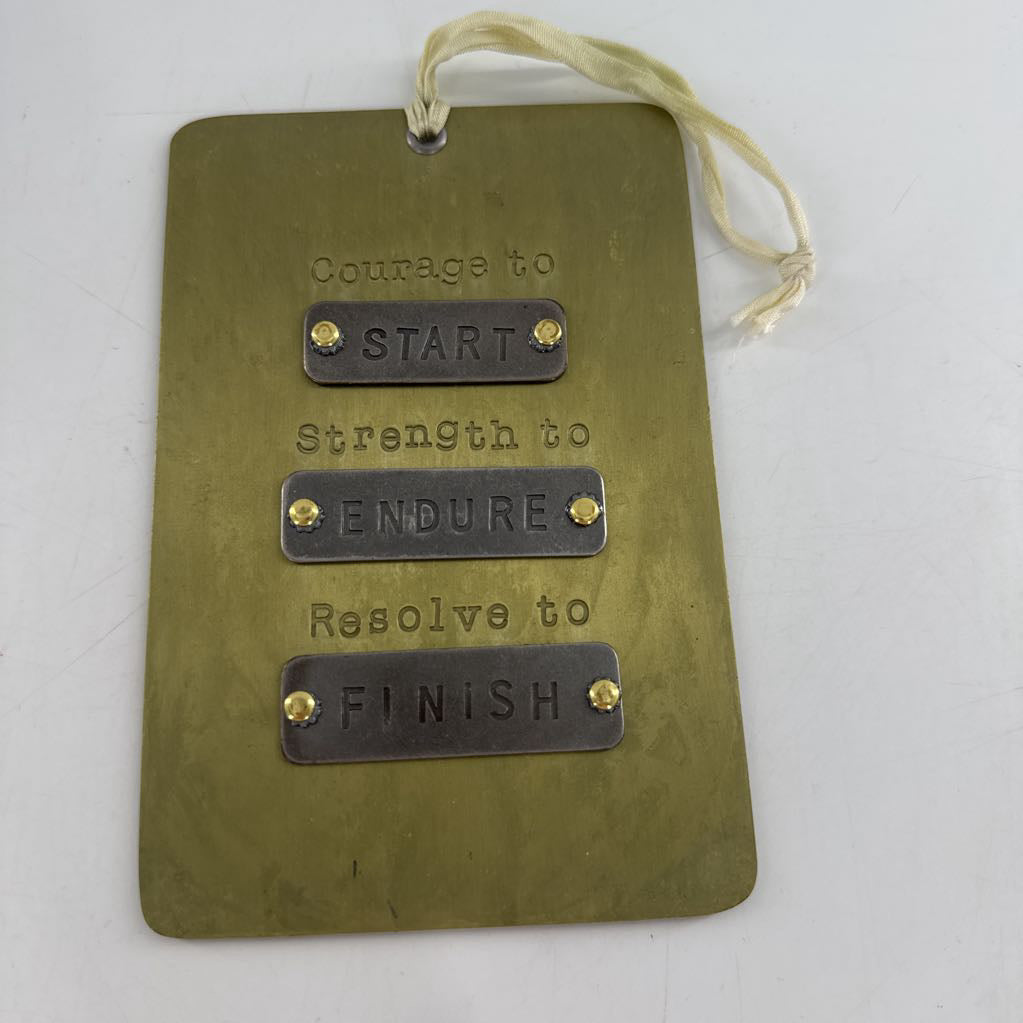 Courage to
START
Strength to
ENDURE
Resolve to
FINISH